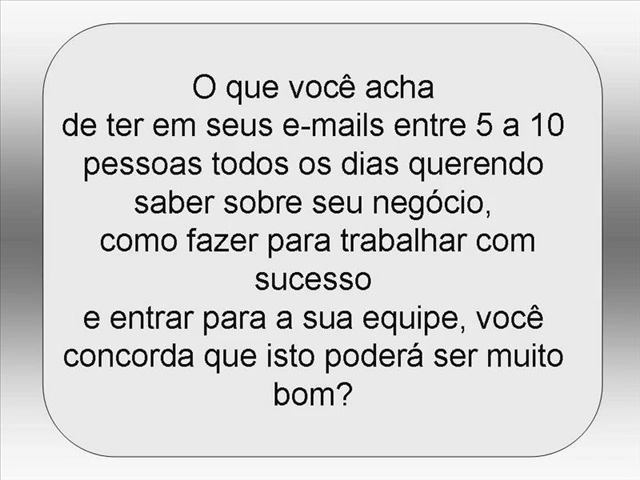 O que você acha
de ter em seus e-mails entre 5 a 10
pessoas todos os dias querendo
saber sobre seu negócio,
como fazer para trabalhar com
sucesso
e entrar para a sua equipe, você
concorda que isto poderá ser muito
bom?